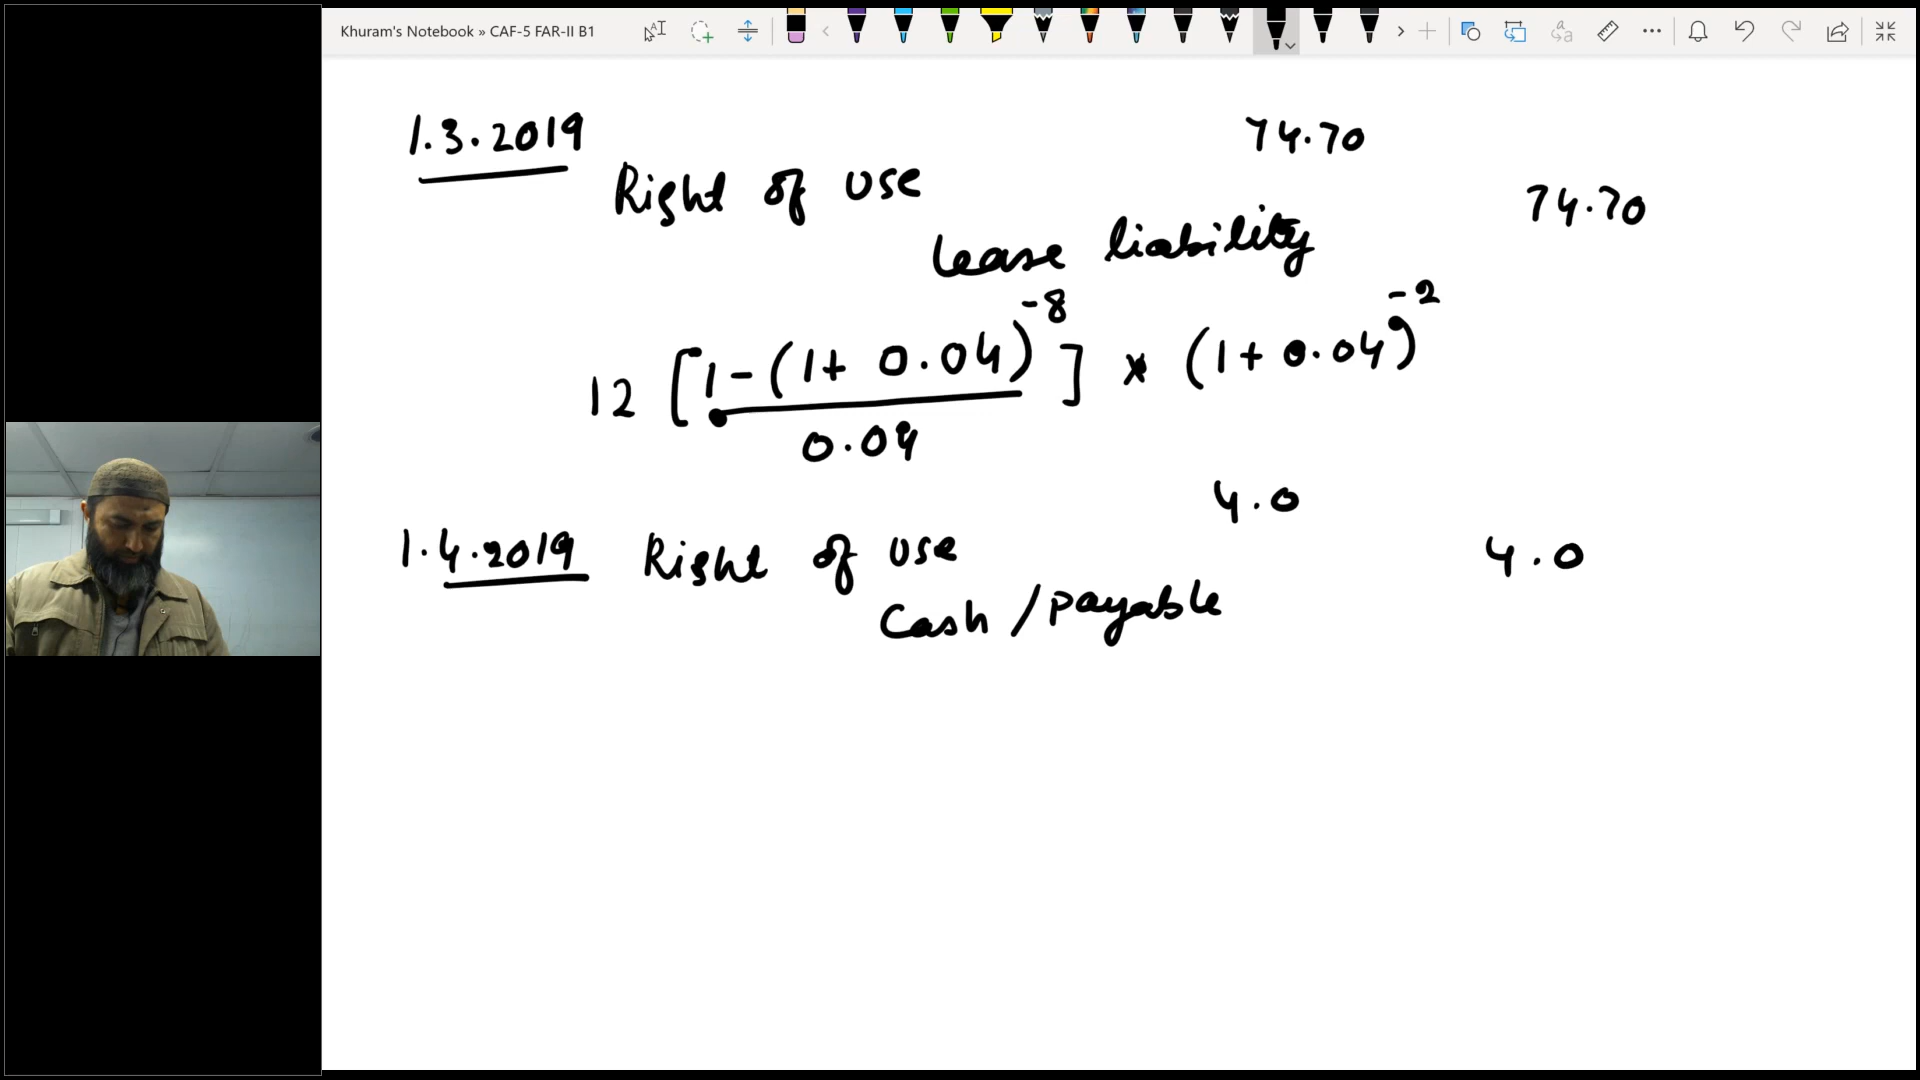 Khuram's Notebook » CAF-5 FAR-II B1
1.3.2019
74.70
Right of use
74.70
Lease liability
12 [1-(1+ 0.04)^-8 / 0.04] x (1+0.04)^-2
4.0
1.4.2019 Right of use
4.0
Cash/payable